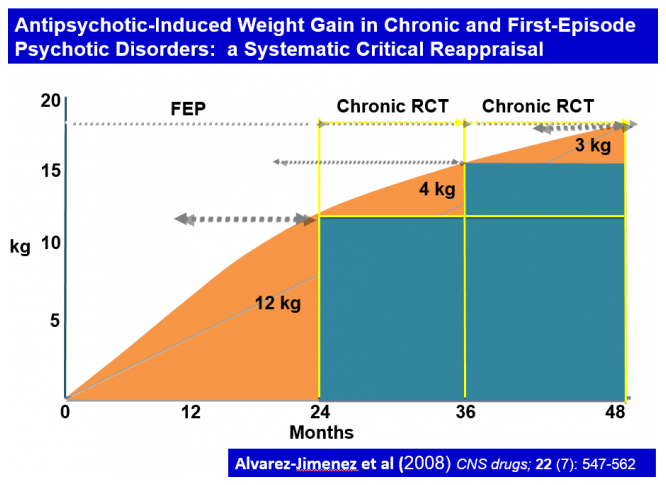 Antipsychotic-Induced Weight Gain in Chronic and First-Episode
Psychotic Disorders: a Systematic Critical Reappraisal
20
FEP
Chronic RCT
Chronic RCT
15
3 kg
4 kg
kg
10
12 kg
5
0
12
24
36
48
Months
Alvarez-Jimenez et al (2008) CNS drugs; 22 (7): 547-562